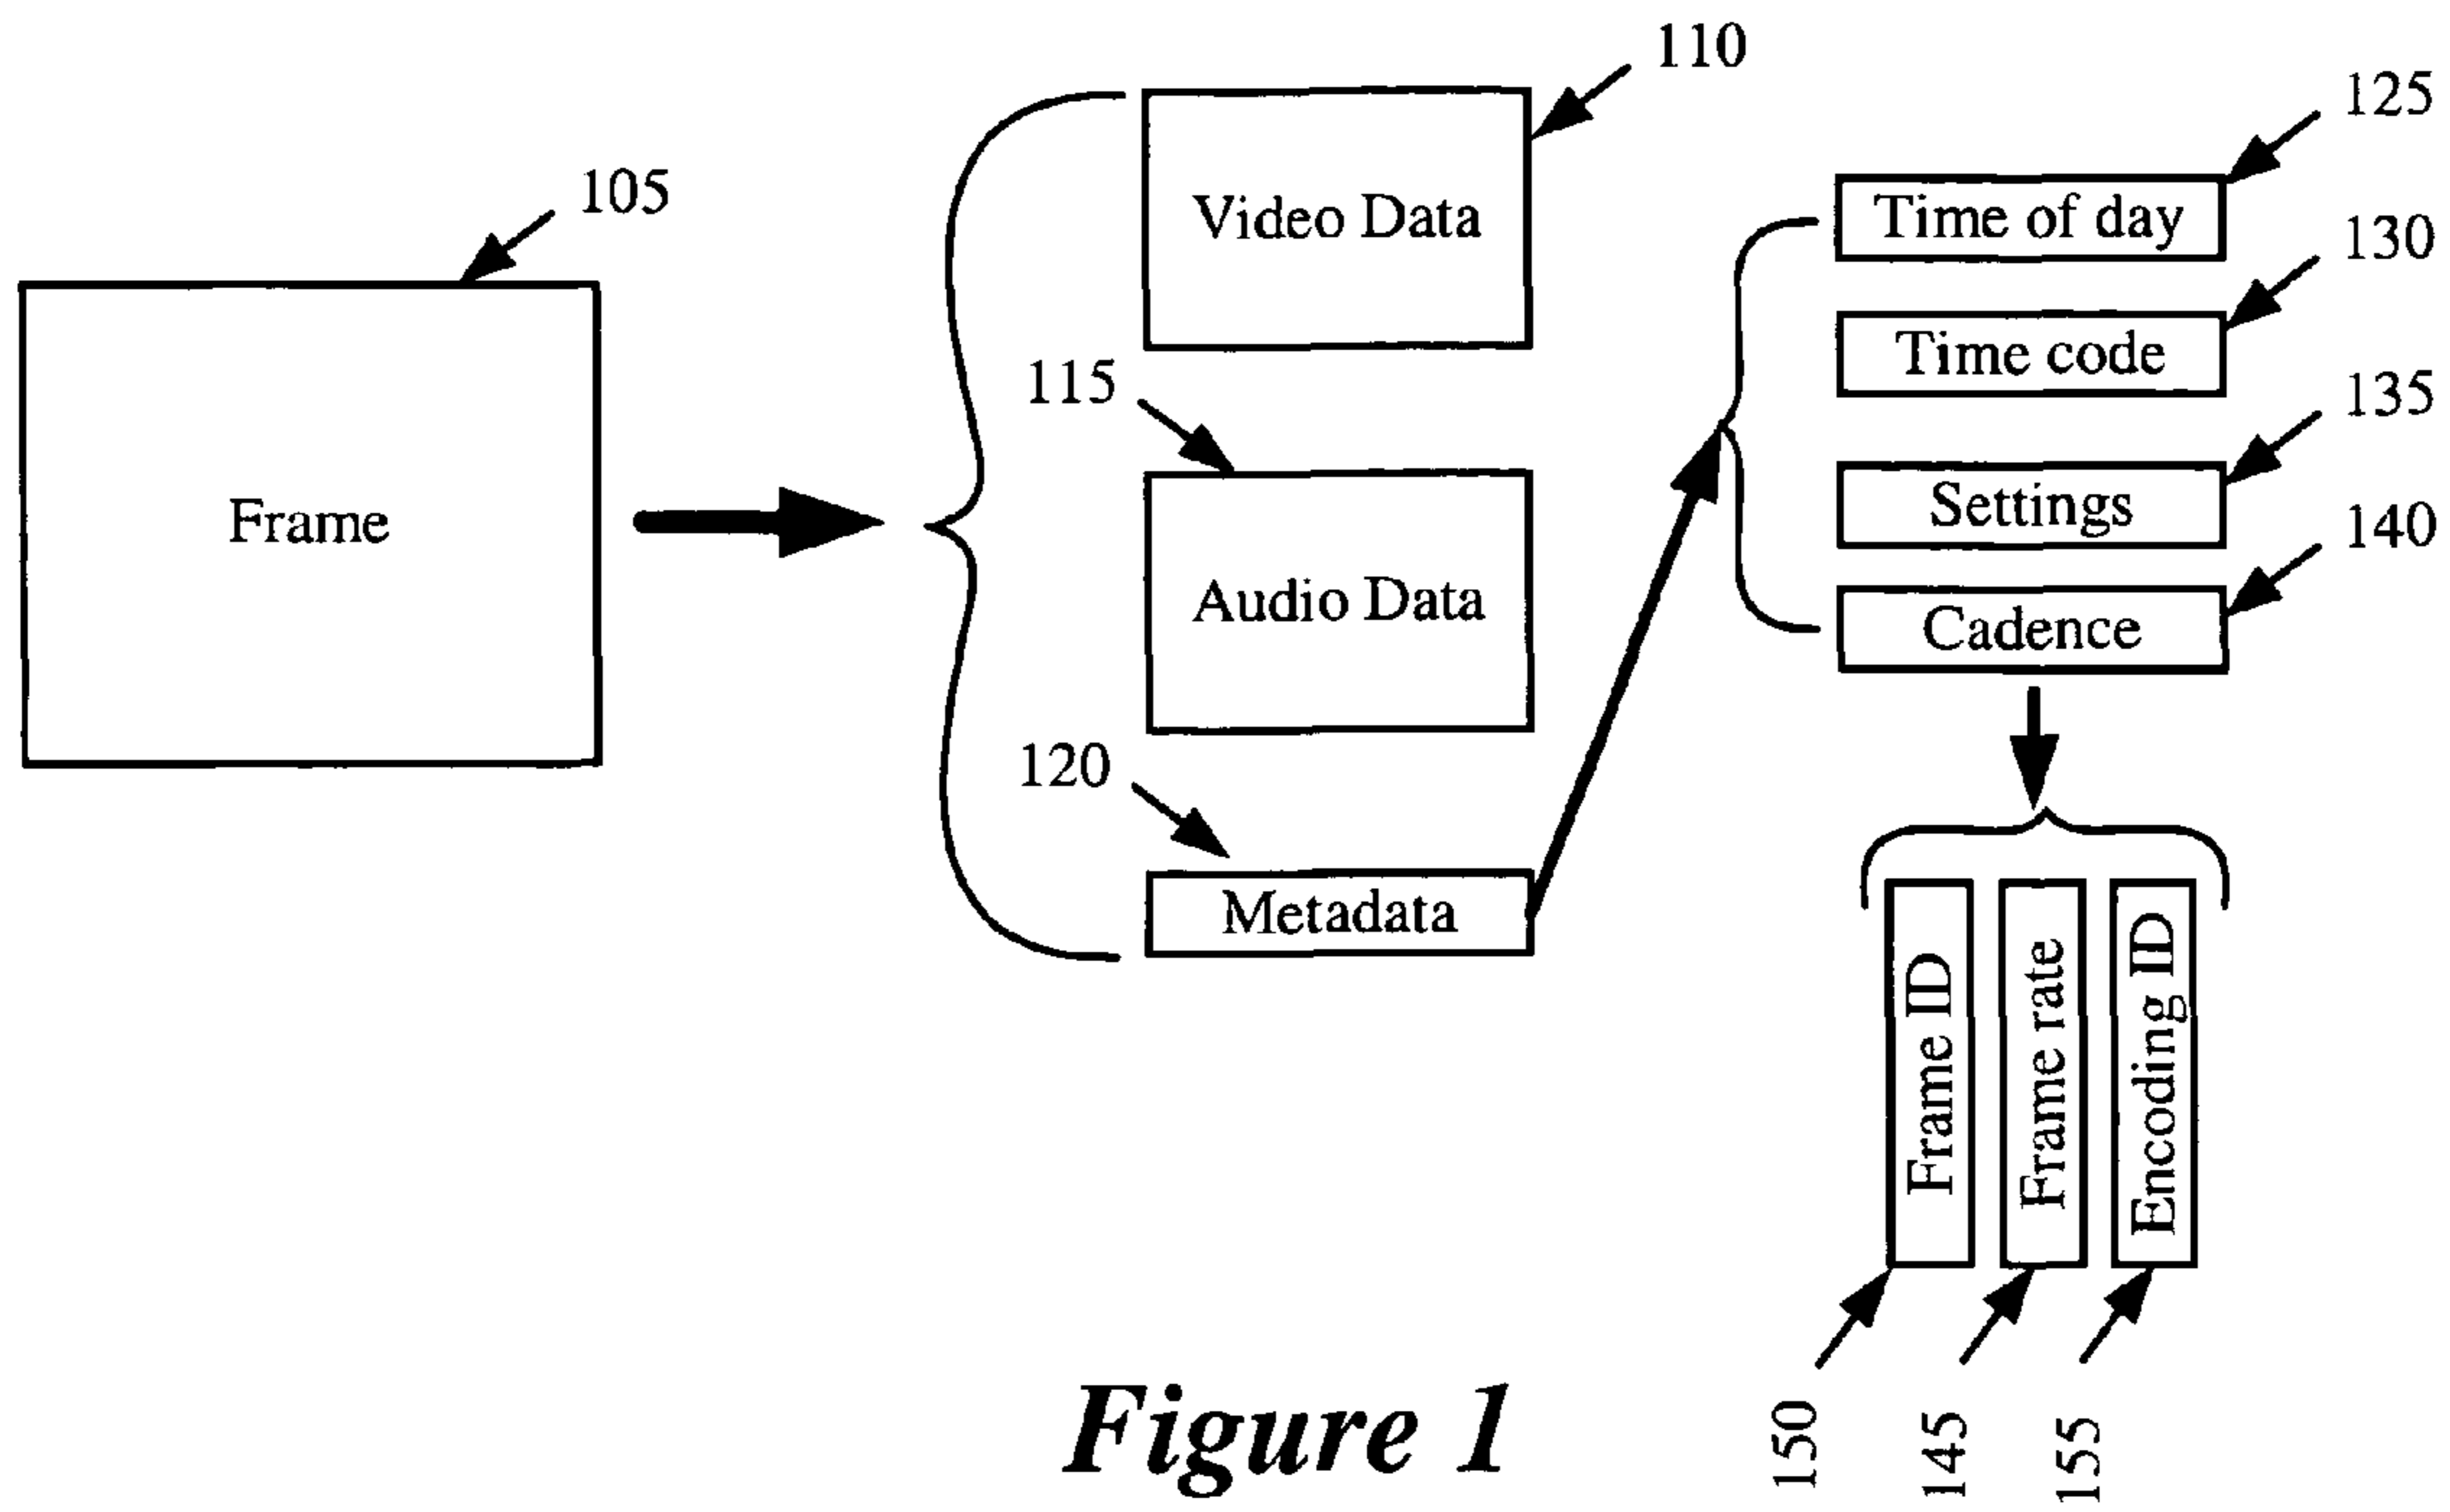 110
125
105
Video Data
Time of day
130
Time code
115
135
Frame
Settings
140
Audio Data
Cadence
120
Metadata
Frame ID
Frame rate
Encoding ID
150
145
155
Figure 1